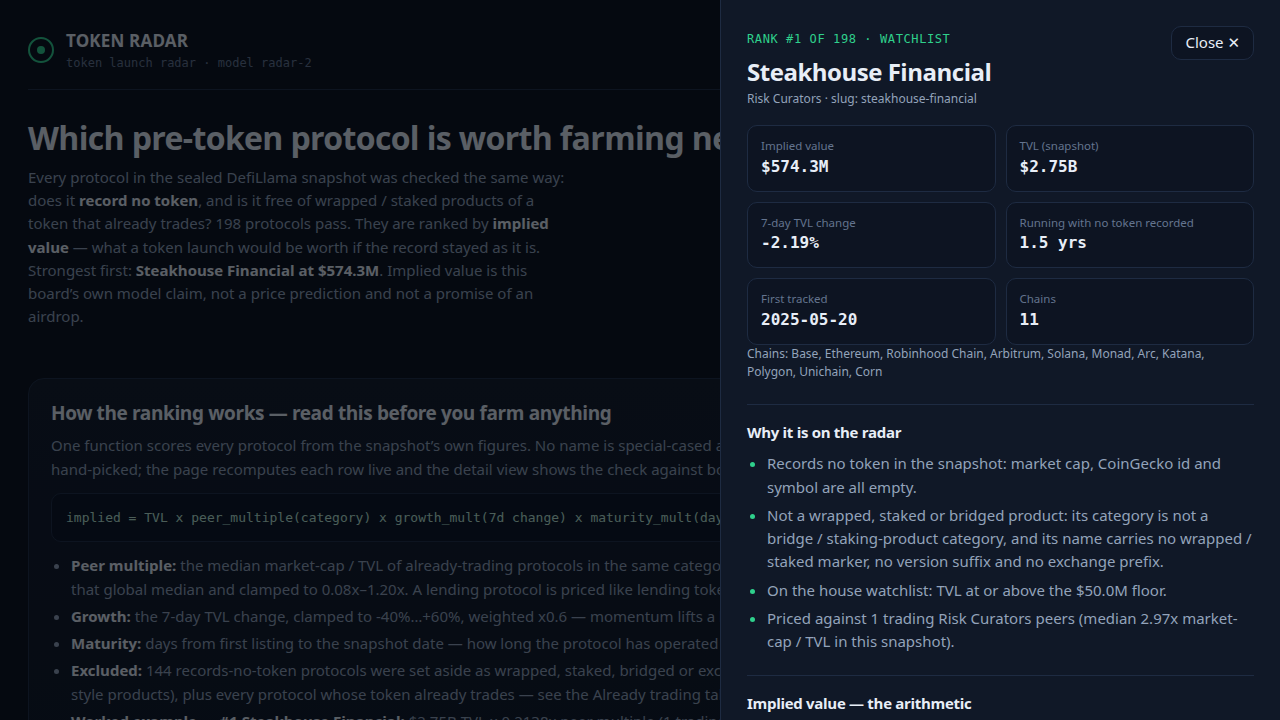 TOKEN RADAR
token launch radar · model radar-2
Which pre-token protocol is worth farming ne
Every protocol in the sealed DefiLlama snapshot was checked the same way:
does it record no token, and is it free of wrapped / staked products of a
token that already trades? 198 protocols pass. They are ranked by implied
value — what a token launch would be worth if the record stayed as it is.
Strongest first: Steakhouse Financial at $574.3M. Implied value is this
board's own model claim, not a price prediction and not a promise of an
airdrop.
How the ranking works — read this before you farm anything
One function scores every protocol from the snapshot's own figures. No name is special-cased a
hand-picked; the page recomputes each row live and the detail view shows the check against bo
implied = TVL x peer_multiple(category) x growth_mult(7d change) x maturity_mult(day
Peer multiple: the median market-cap / TVL of already-trading protocols in the same catego
that global median and clamped to 0.08x–1.20x. A lending protocol is priced like lending toke
Growth: the 7-day TVL change, clamped to -40%…+60%, weighted x0.6 — momentum lifts a
Maturity: days from first listing to the snapshot date — how long the protocol has operated
Excluded: 144 records-no-token protocols were set aside as wrapped, staked, bridged or exc
style products), plus every protocol whose token already trades — see the Already trading ta
RANK #1 OF 198 · WATCHLIST
Close ✕
Steakhouse Financial
Risk Curators · slug: steakhouse-financial
Implied value
$574.3M
TVL (snapshot)
$2.75B
7-day TVL change
-2.19%
Running with no token recorded
1.5 yrs
First tracked
2025-05-20
Chains
11
Chains: Base, Ethereum, Robinhood Chain, Arbitrum, Solana, Monad, Arc, Katana,
Polygon, Unichain, Corn
Why it is on the radar
Records no token in the snapshot: market cap, CoinGecko id and
symbol are all empty.
Not a wrapped, staked or bridged product: its category is not a
bridge / staking-product category, and its name carries no wrapped /
staked marker, no version suffix and no exchange prefix.
On the house watchlist: TVL at or above the $50.0M floor.
Priced against 1 trading Risk Curators peers (median 2.97x market-
cap / TVL in this snapshot).
Implied value — the arithmetic